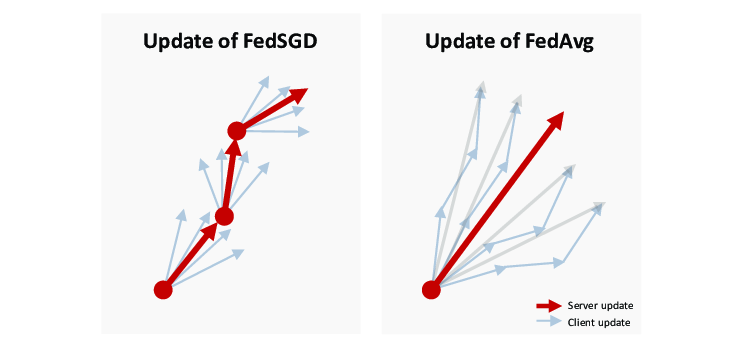 Update of FedSGD
Update of FedAvg
Server update
Client update